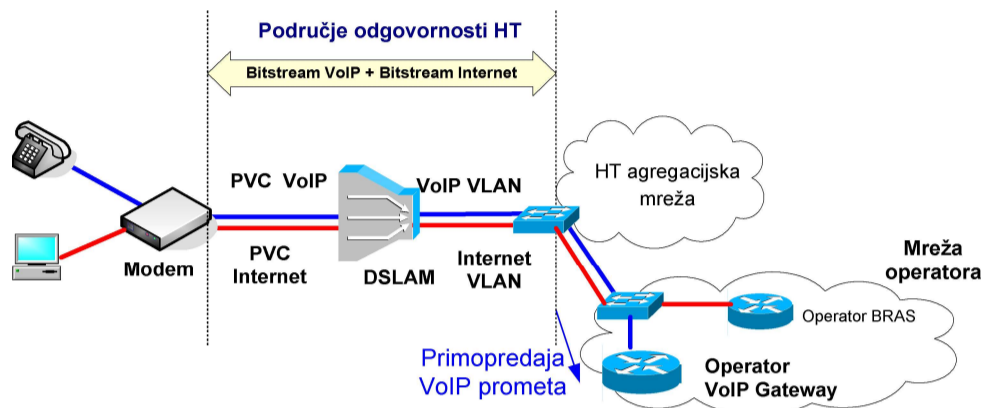 Područje odgovornosti HT
Bitstream VoIP + Bitstream Internet
HT agregacijska
mreža
PVC VoIP
VoIP VLAN
PVC
Internet
Internet
VLAN
Modem
DSLAM
Mreža
operatora
Operator BRAS
Primopredaja
VoIP prometa
Operator
VoIP Gateway